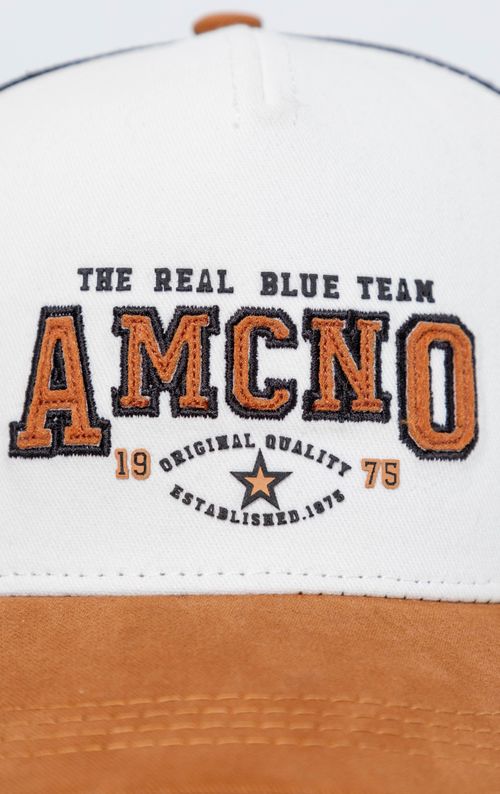 THE REAL BLUE TEAM
AMCNO
19 75
ORIGINAL QUALITY
ESTABLISHED.1975